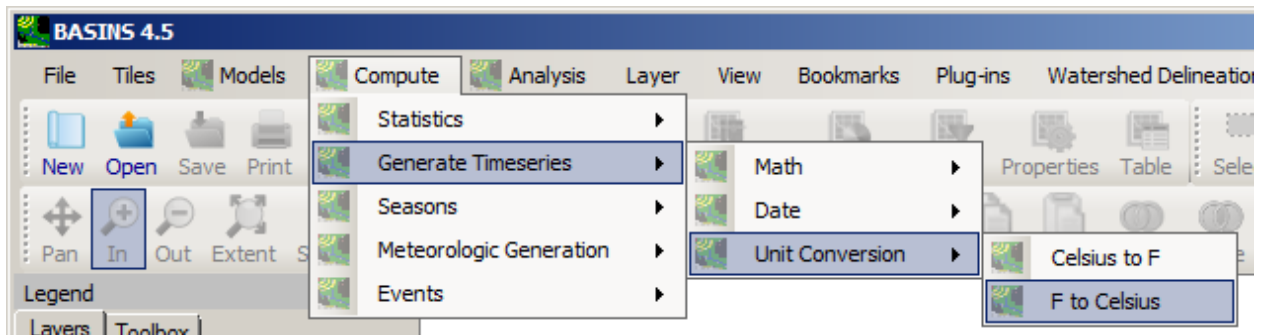 BASINS 4.5
File Tiles Models Compute Analysis Layer View Bookmarks Plug-ins Watershed Delineation
New Open Save Print Properties Table
Pan In Out Extent
Statistics
Generate Timeseries
Seasons
Meteorologic Generation
Events
Math
Date
Unit Conversion
Celsius to F
F to Celsius
Legend
Layers Toolbox